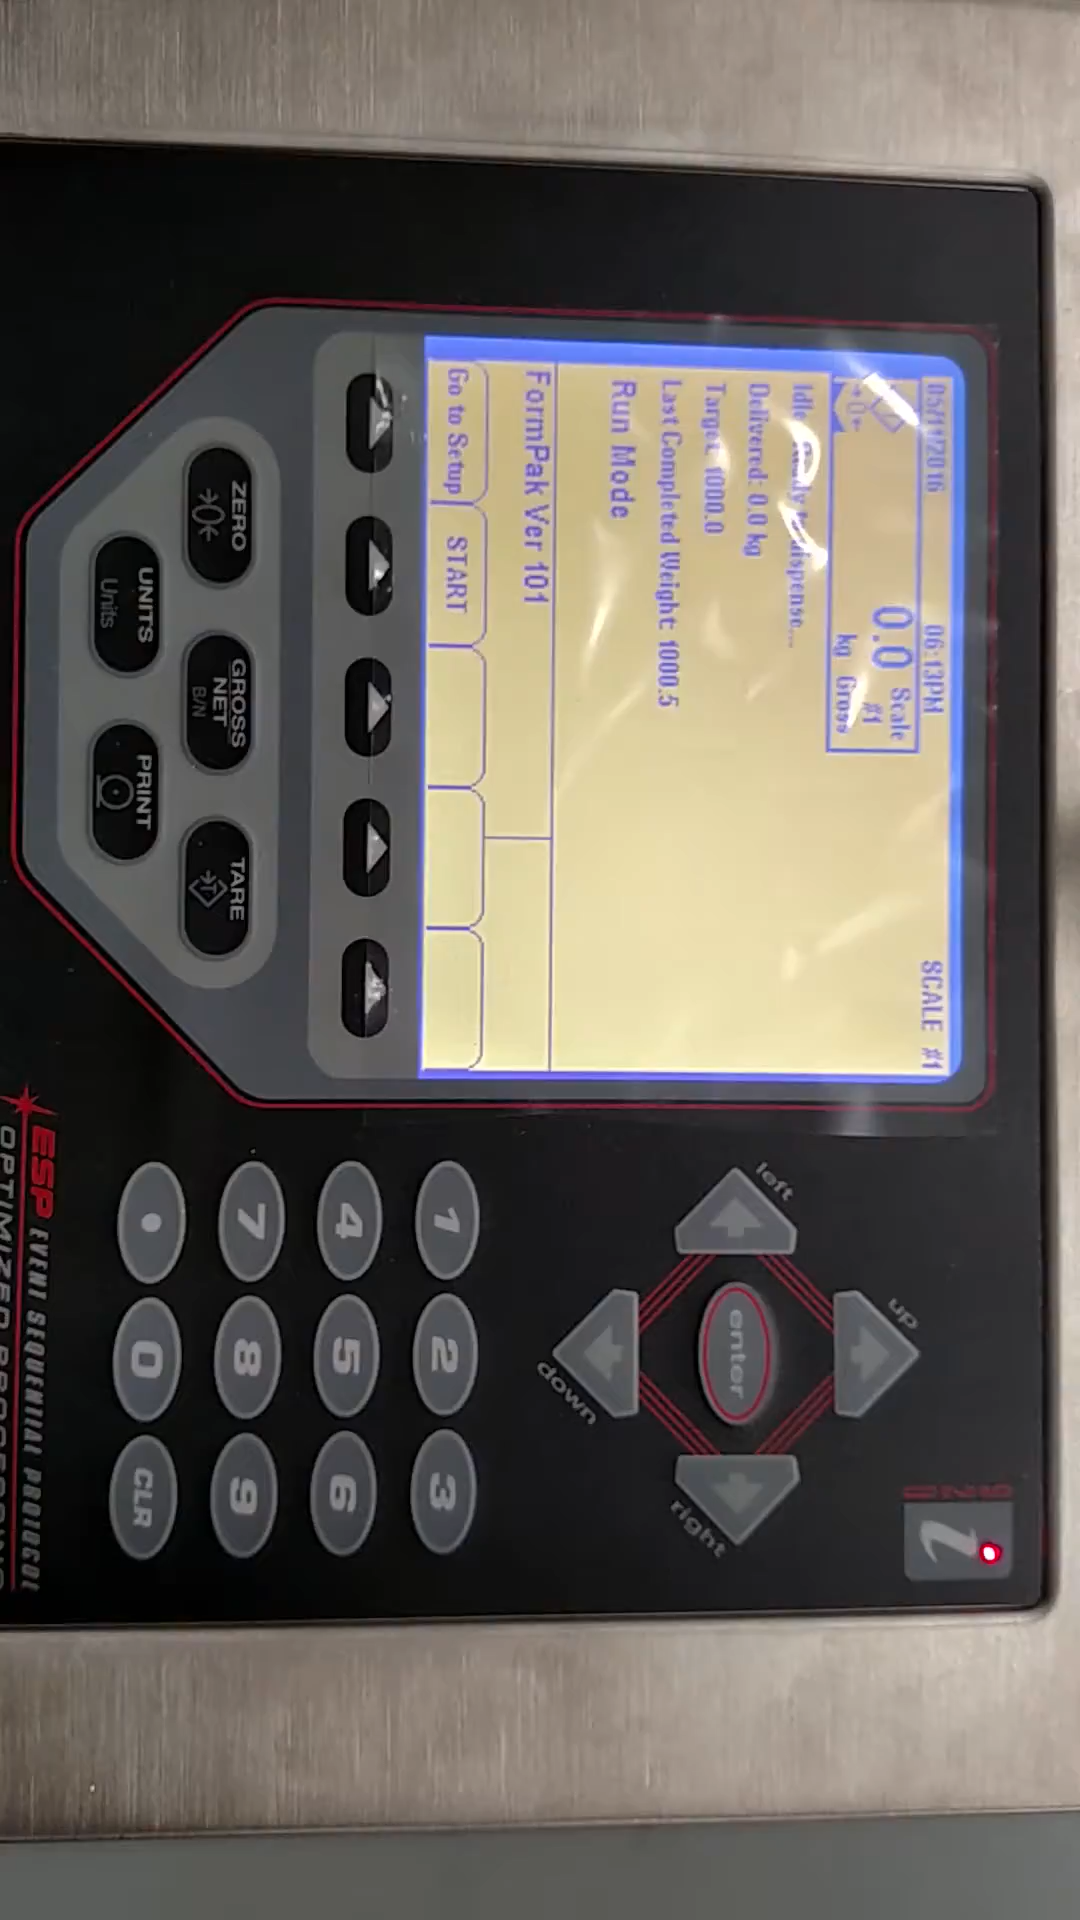 06:13PM
SCALE #1
0.0
Scale
#1
kg Gross
Idle
Delivered: 0.0 kg
Target: 1000.0
Last Completed Weight: 1000.5
Run Mode
FormPak Ver 101
Go to Setup
START
ZERO
GROSS
NET
B/N
TARE
UNITS
Units
PRINT
up
left
enter
right
down
1 2 3
4 5 6
7 8 9
• 0 CLR
ESP EVENT SEQUENTIAL PROTOCOL